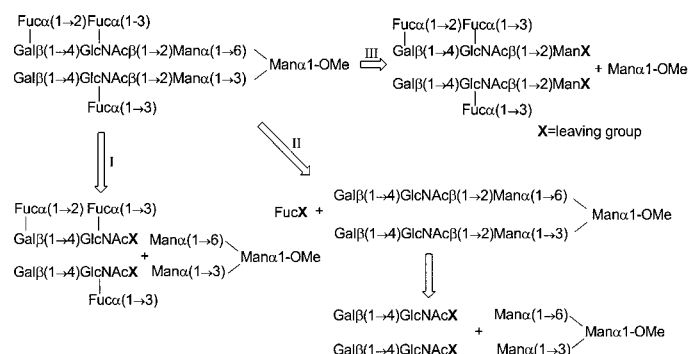 Fucα(1→2)Fucα(1-3)
Galβ(1→4)GlcNAcβ(1→2)Manα(1→6)
Manα1-OMe
Galβ(1→4)GlcNAcβ(1→2)Manα(1→3)
Fucα(1→3)
III
Fucα(1→2)Fucα(1→3)
Galβ(1→4)GlcNAcβ(1→2)ManX
+ Manα1-OMe
Galβ(1→4)GlcNAcβ(1→2)ManX
Fucα(1→3)
X=leaving group
I
II
Fucα(1→2) Fucα(1→3)
Galβ(1→4)GlcNAcX
+
Manα(1→6)
Manα1-OMe
Galβ(1→4)GlcNAcX
Manα(1→3)
Fucα(1→3)
FucX +
Galβ(1→4)GlcNAcβ(1→2)Manα(1→6)
Manα1-OMe
Galβ(1→4)GlcNAcβ(1→2)Manα(1→3)
Galβ(1→4)GlcNAcX
+
Manα(1→6)
Manα1-OMe
Galβ(1→4)GlcNAcX
Manα(1→3)